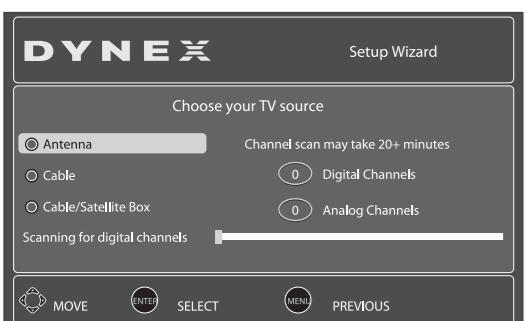 DYNEX
Setup Wizard
Choose your TV source
Antenna
Channel scan may take 20+ minutes
Cable
0 Digital Channels
Cable/Satellite Box
0 Analog Channels
Scanning for digital channels
MOVE
ENTER SELECT
MENU PREVIOUS